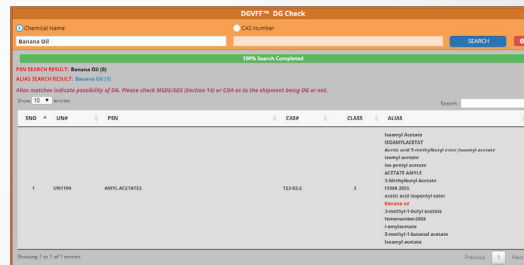 DGVFF™ DG Check
Chemical Name
CAS Number
Banana Oil
SEARCH
100% Search Completed
PSN SEARCH RESULT: Banana Oil (0)
ALIAS SEARCH RESULT: Banana Oil (1)
Alias matches indicate possibility of DG. Please check MSDS/SDS (Section 14) or COA as to the shipment being DG or not.
Show 10 entries
Search:
SNO UN# PSN CAS# CLASS ALIAS
Isoamyl Acetate
ISOAMYLACETAT
Acetic acid 3-methylbutyl ester,Isoamyl acetate
isomyl acetate
iso-pentyl acetate
ACETATE AMYLE
3-Methylbutyl Acetate
FEMA 2055
acetic acid isopentyl ester
1 UN1104 AMYL ACETATES 123-92-2 3 Banana oil
3-methyl-1-butyl acetate
femanumber2055
i-amylacetate
3-methyl-1-butanol acetate
Isoamyl acetate
Showing 1 to 1 of 1 entries
Previous 1 Next